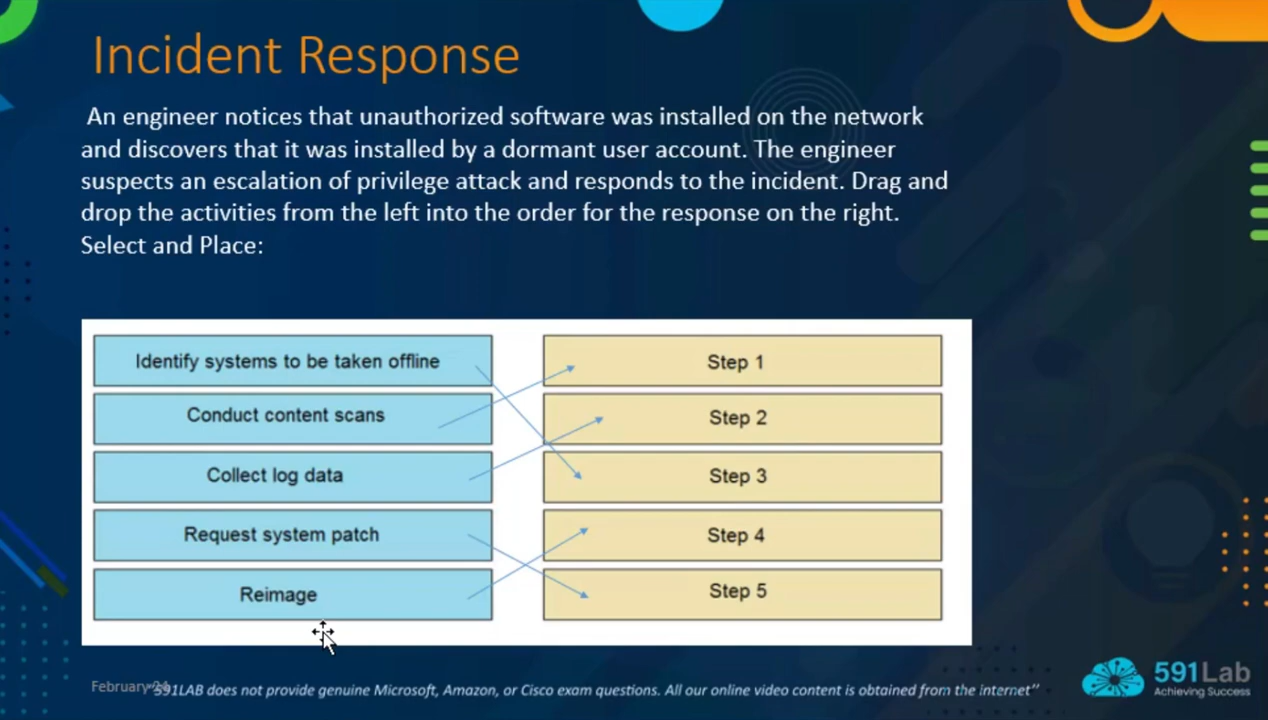 Incident Response
An engineer notices that unauthorized software was installed on the network
and discovers that it was installed by a dormant user account. The engineer
suspects an escalation of privilege attack and responds to the incident. Drag and
drop the activities from the left into the order for the response on the right.
Select and Place:
Identify systems to be taken offline
Step 1
Conduct content scans
Step 2
Collect log data
Step 3
Request system patch
Step 4
Reimage
Step 5
591Lab
Achieving Success
February
591LAB does not provide genuine Microsoft, Amazon, or Cisco exam questions. All our online video content is obtained from the internet”